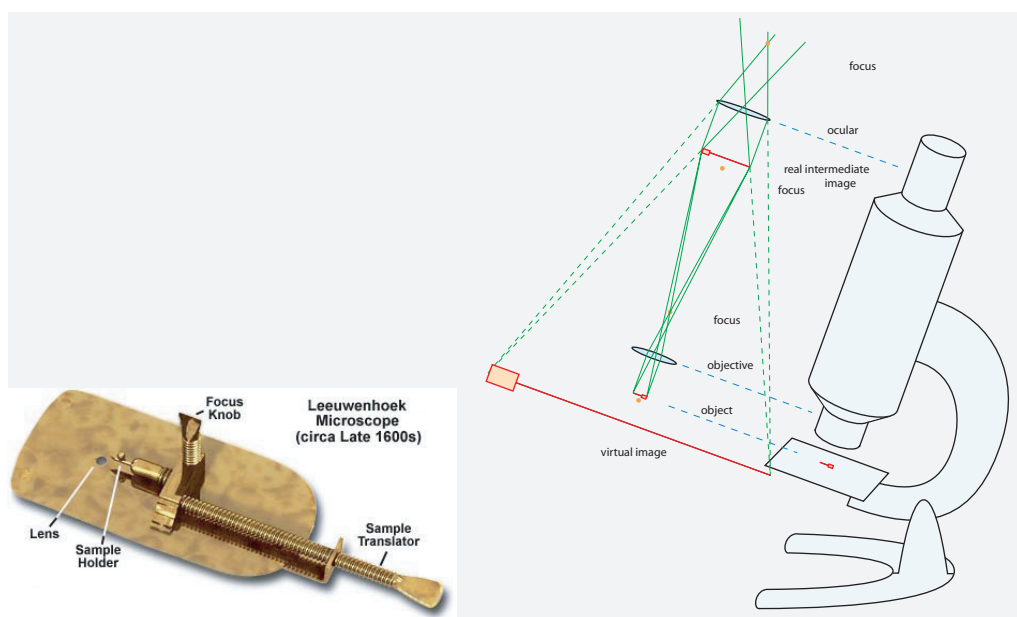 focus
ocular
real intermediate
image
focus
focus
objective
object
virtual image
Leeuwenhoek
Microscope
(circa Late 1600s)
Focus
Knob
Lens
Sample
Holder
Sample
Translator